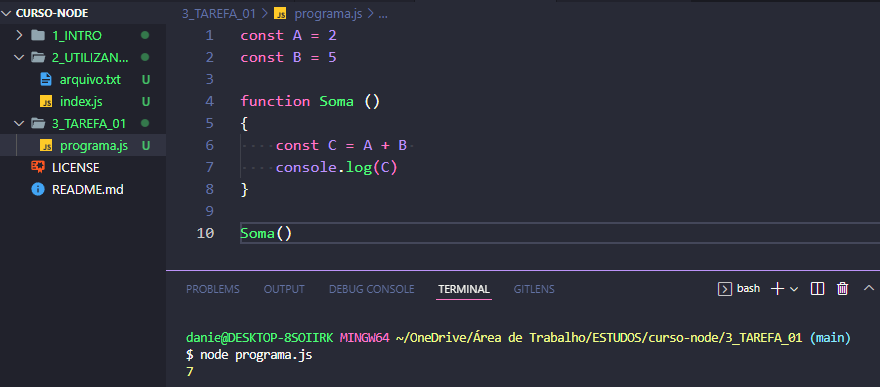 CURSO-NODE
1_INTRO
2_UTILIZAN...
arquivo.txt U
JS index.js U
3_TAREFA_01
JS programa.js U
LICENSE
README.md
3_TAREFA_01 > JS programa.js > ...
1 const A = 2
2 const B = 5
3
4 function Soma ()
5 {
6 const C = A + B
7 console.log(C)
8 }
9
10 Soma()
PROBLEMS OUTPUT DEBUG CONSOLE TERMINAL GITLENS bash
danie@DESKTOP-8SOIIRK MINGW64 ~/OneDrive/Área de Trabalho/ESTUDOS/curso-node/3_TAREFA_01 (main)
$ node programa.js
7